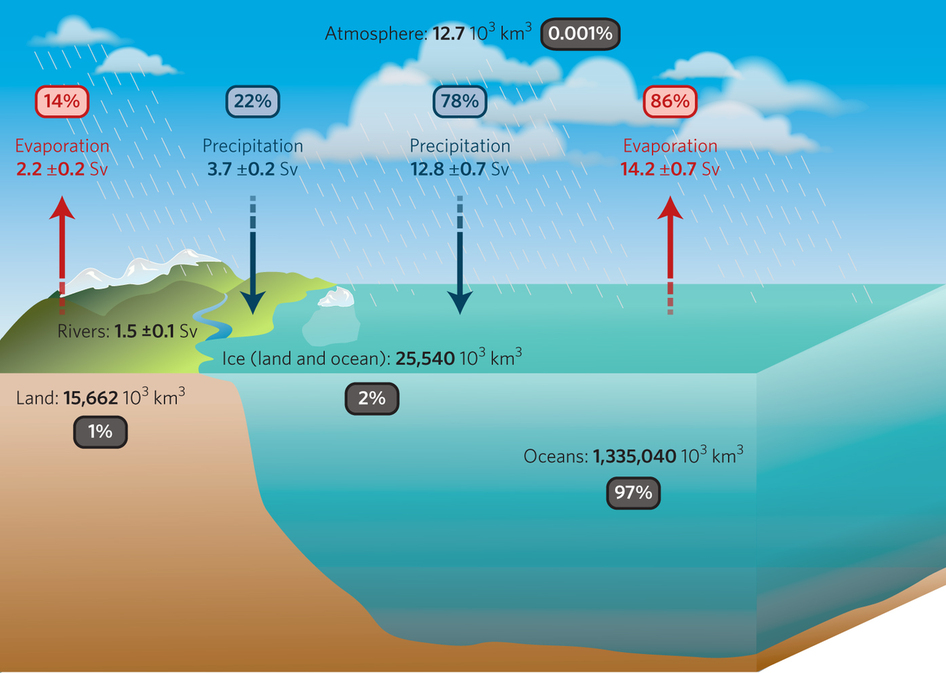 Atmosphere: 12.7 10³ km³ 0.001%
14% 22% 78% 86%
Evaporation Precipitation Precipitation Evaporation
2.2 ±0.2 Sv 3.7 ±0.2 Sv 12.8 ±0.7 Sv 14.2 ±0.7 Sv
Rivers: 1.5 ±0.1 Sv
Ice (land and ocean): 25,540 10³ km³
2%
Land: 15,662 10³ km³
1%
Oceans: 1,335,040 10³ km³
97%